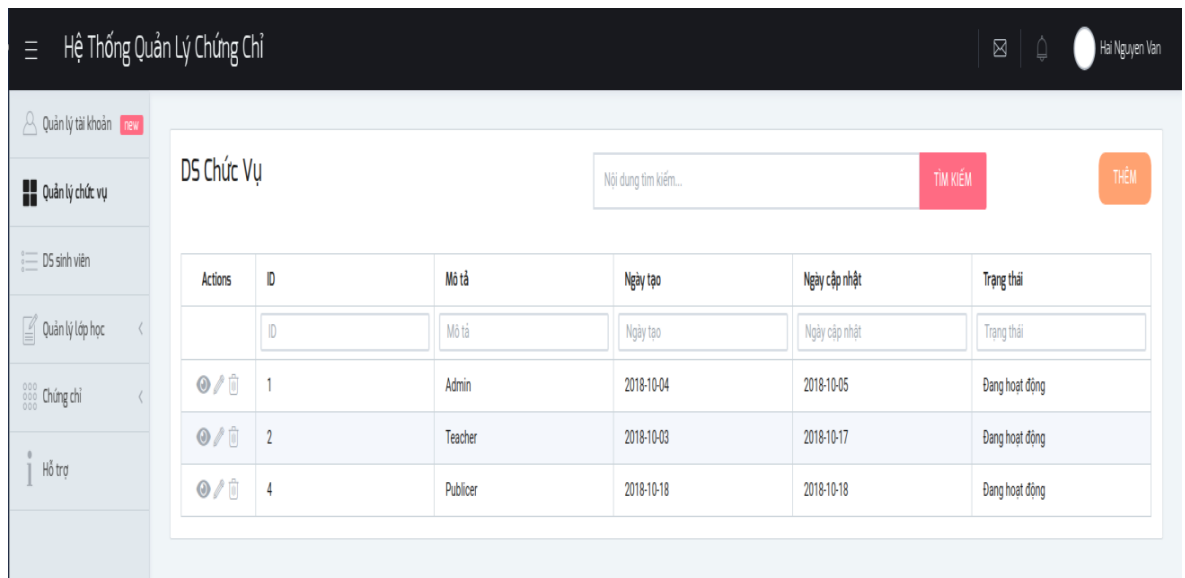 Hệ Thống Quản Lý Chứng Chỉ
Hai Nguyen Van
Quản lý tài khoản new
Quản lý chức vụ
DS sinh viên
Quản lý lớp học
Chứng chỉ
Hỗ trợ
DS Chức Vụ
Nội dung tìm kiếm...
TÌM KIẾM
THÊM
Actions ID Mô tả Ngày tạo Ngày cập nhật Trạng thái
ID Mô tả Ngày tạo Ngày cập nhật Trạng thái
1 Admin 2018-10-04 2018-10-05 Đang hoạt động
2 Teacher 2018-10-03 2018-10-17 Đang hoạt động
4 Publicer 2018-10-18 2018-10-18 Đang hoạt động